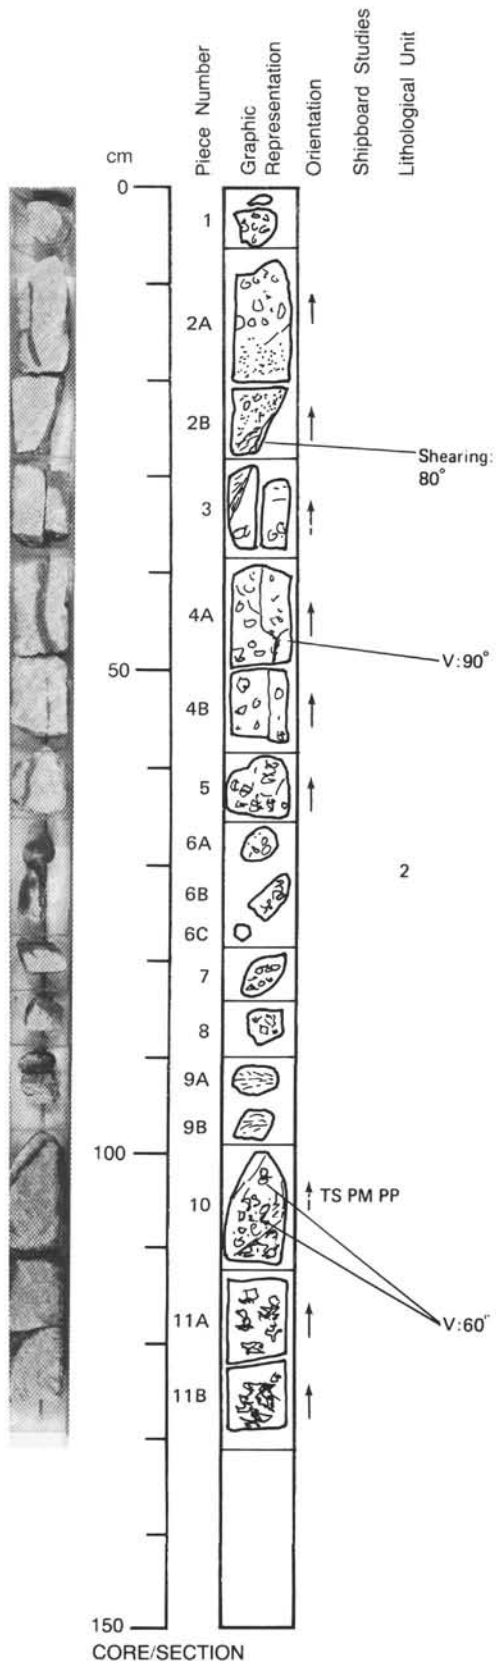 cm
Piece Number
Graphic
Representation
Orientation
Shipboard Studies
Lithological Unit
0
1
2A
2B
Shearing:
80°
3
4A
V:90°
50
4B
5
6A
2
6B
6C
7
8
9A
9B
100
10
TS PM PP
V:60°
11A
11B
150
CORE/SECTION